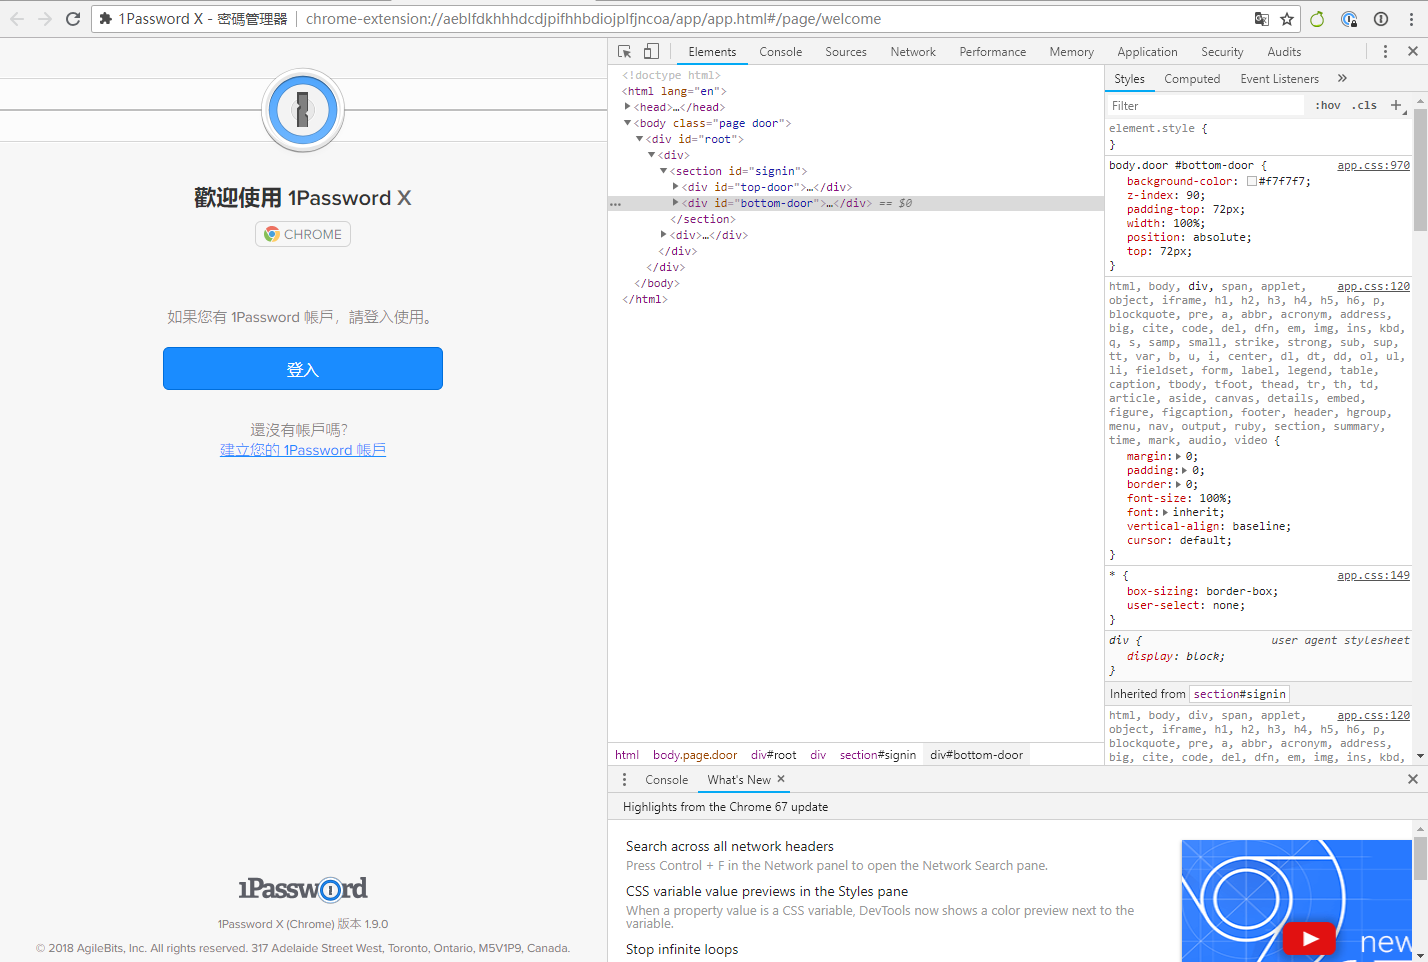 1Password X - 密碼管理器 | chrome-extension://aeblfdkhhhdcdjpifhhbdiojplfjncoa/app/app.html#/page/welcome
歡迎使用 1Password X
CHROME
如果您有 1Password 帳戶，請登入使用。
登入
還沒有帳戶嗎?
建立您的 1Password 帳戶
1Password
1Password X (Chrome) 版本 1.9.0
© 2018 AgileBits, Inc. All rights reserved. 317 Adelaide Street West, Toronto, Ontario, M5V1P9, Canada.
Elements Console Sources Network Performance Memory Application Security Audits
<!doctype html>
<html lang="en">
<head>…</head>
<body class="page door">
<div id="root">
<div>
<section id="signin">
<div id="top-door">…</div>
<div id="bottom-door">…</div> == $0
</section>
<div>…</div>
</div>
</div>
</body>
</html>
html body.page.door div#root div section#signin div#bottom-door
Styles Computed Event Listeners »
Filter :hov .cls +
element.style {
}
body.door #bottom-door { app.css:970
background-color: #f7f7f7;
z-index: 90;
padding-top: 72px;
width: 100%;
position: absolute;
top: 72px;
}
html, body, div, span, applet, app.css:120
object, iframe, h1, h2, h3, h4, h5, h6, p,
blockquote, pre, a, abbr, acronym, address,
big, cite, code, del, dfn, em, img, ins, kbd,
q, s, samp, small, strike, strong, sub, sup,
tt, var, b, u, i, center, dl, dt, dd, ol, ul,
li, fieldset, form, label, legend, table,
caption, tbody, tfoot, thead, tr, th, td,
article, aside, canvas, details, embed,
figure, figcaption, footer, header, hgroup,
menu, nav, output, ruby, section, summary,
time, mark, audio, video {
margin: 0;
padding: 0;
border: 0;
font-size: 100%;
font: inherit;
vertical-align: baseline;
cursor: default;
}
* { app.css:149
box-sizing: border-box;
user-select: none;
}
div { user agent stylesheet
display: block;
}
Inherited from section#signin
html, body, div, span, applet, app.css:120
object, iframe, h1, h2, h3, h4, h5, h6, p,
blockquote, pre, a, abbr, acronym, address,
big, cite, code, del, dfn, em, img, ins, kbd,
Console What's New
Highlights from the Chrome 67 update
Search across all network headers
Press Control + F in the Network panel to open the Network Search pane.
CSS variable value previews in the Styles pane
When a property value is a CSS variable, DevTools now shows a color preview next to the
variable.
Stop infinite loops
new